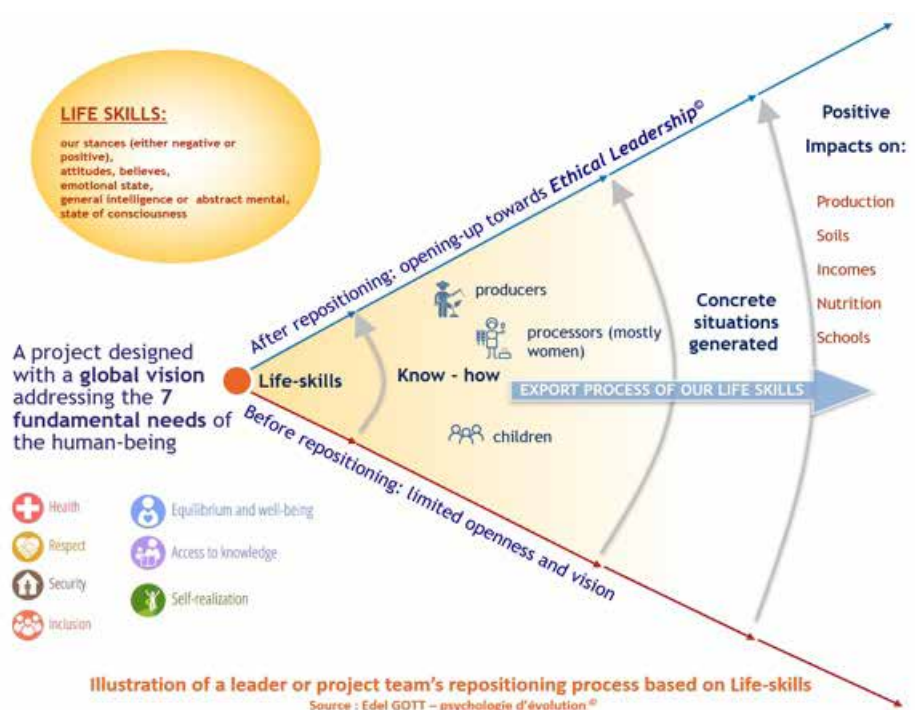 LIFE SKILLS:
our stances (either negative or
positive),
attitudes, believes,
emotional state,
general intelligence or abstract mental,
state of consciousness
After repositioning: opening-up towards Ethical Leadership©
Positive
Impacts on:
Production
Soils
Incomes
Nutrition
Schools
producers
processors (mostly
women)
Concrete
situations
generated
A project designed
with a global vision
addressing the 7
fundamental needs of
the human-being
Life-skills
Know - how
EXPORT PROCESS OF OUR LIFE SKILLS
children
Before repositioning: limited openness and vision
Health
Respect
Security
Inclusion
Equilibrium and well-being
Access to knowledge
Self-realization
Illustration of a leader or project team's repositioning process based on Life-skills
Source : Edel GOTT – psychologie d'évolution©